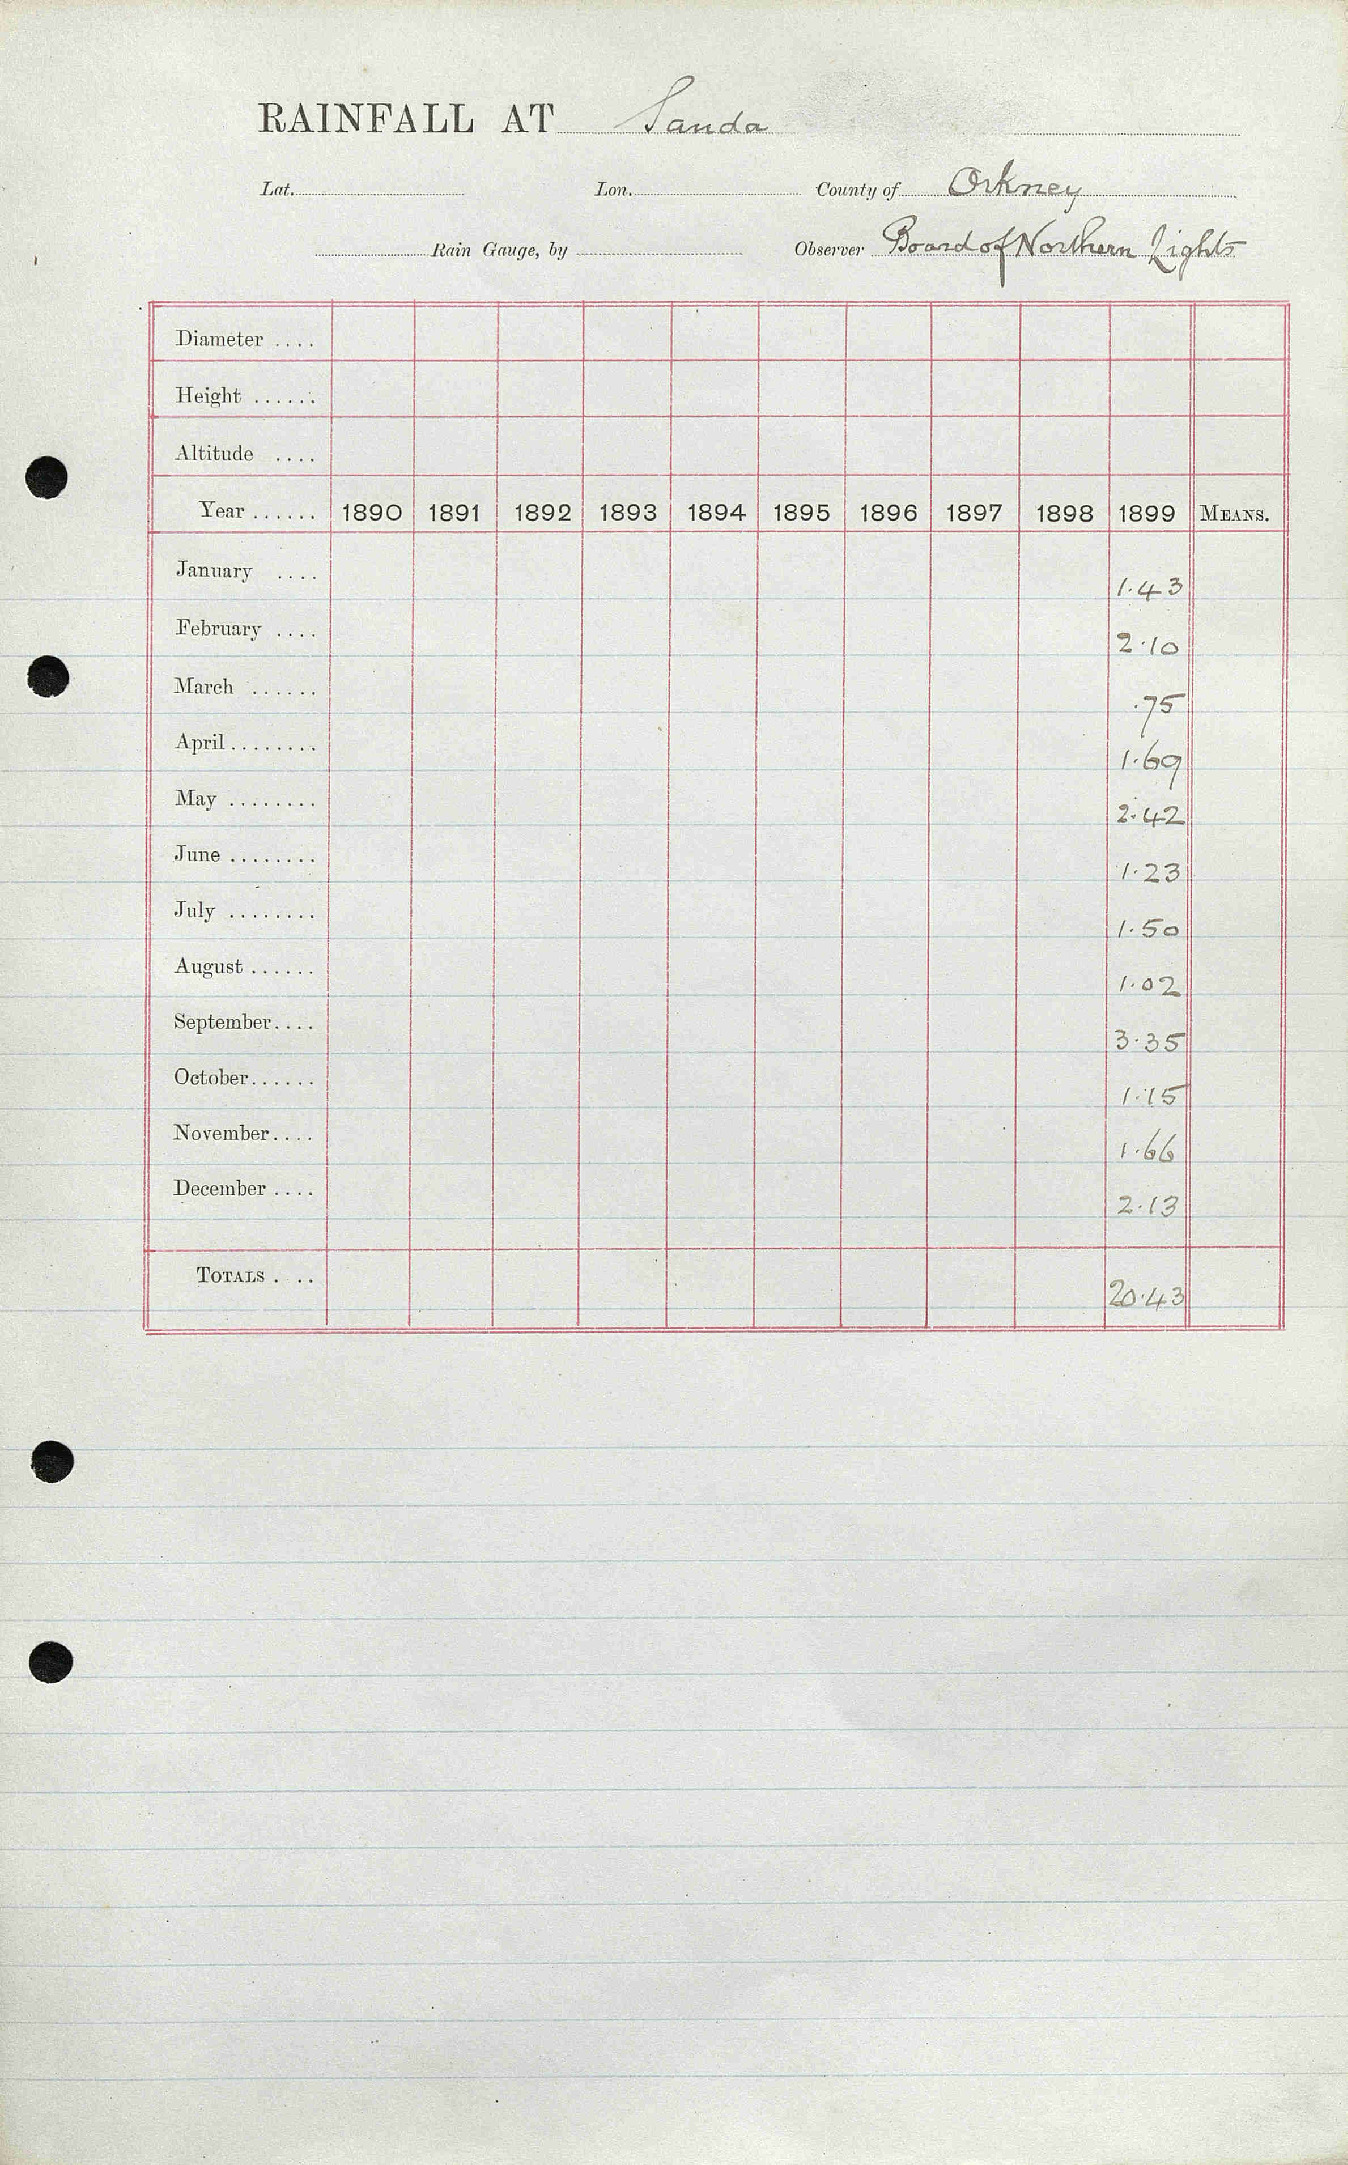 RAINFALL AT Sanda
Lat. Lon. County of Orkney
Rain Gauge, by Observer Board of Northern Lights
Diameter ....
Height ......
Altitude ....
Year ...... 1890 1891 1892 1893 1894 1895 1896 1897 1898 1899 MEANS.
January .... 1.43
February .... 2.10
March ...... .75
April ........ 1.69
May ........ 2.42
June ........ 1.23
July ........ 1.50
August ...... 1.02
September.... 3.35
October...... 1.15
November.... 1.66
December .... 2.13
TOTALS . .. 20.43